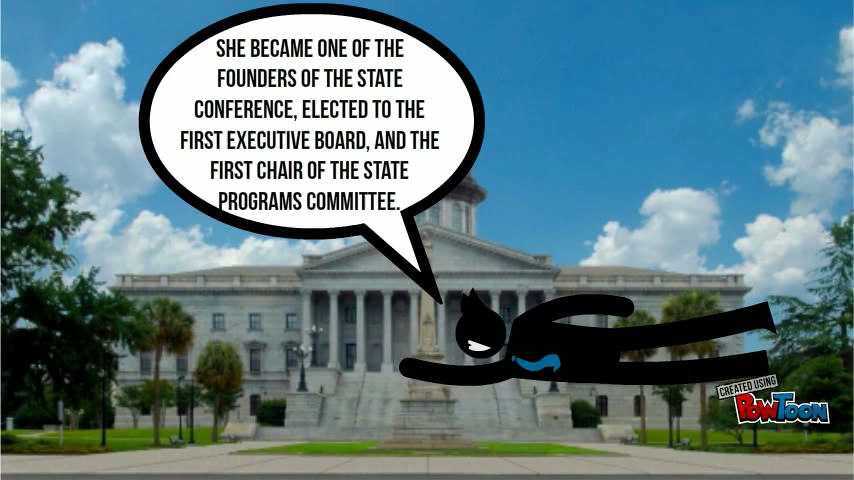 SHE BECAME ONE OF THE
FOUNDERS OF THE STATE
CONFERENCE, ELECTED TO THE
FIRST EXECUTIVE BOARD, AND THE
FIRST CHAIR OF THE STATE
PROGRAMS COMMITTEE.
CREATED USING
POWTOON